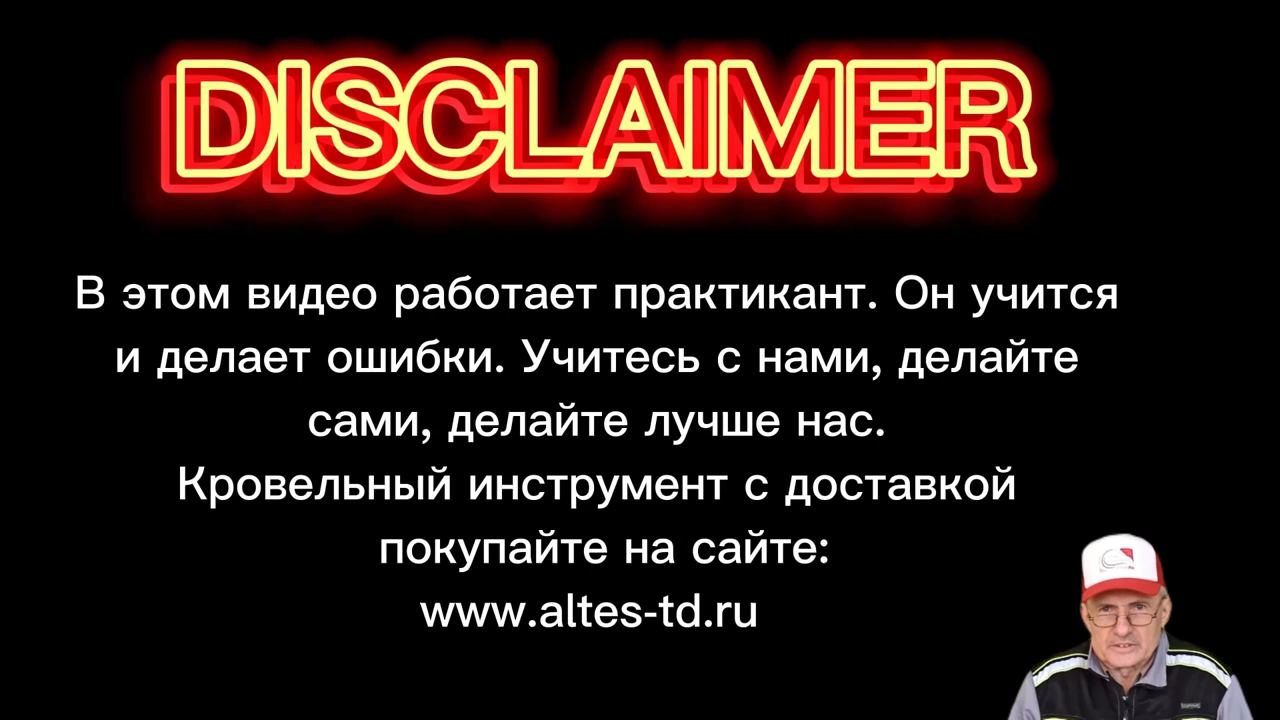 DISCLAIMER
В этом видео работает практикант. Он учится
и делает ошибки. Учитесь с нами, делайте
сами, делайте лучше нас.
Кровельный инструмент с доставкой
покупайте на сайте:
www.altes-td.ru